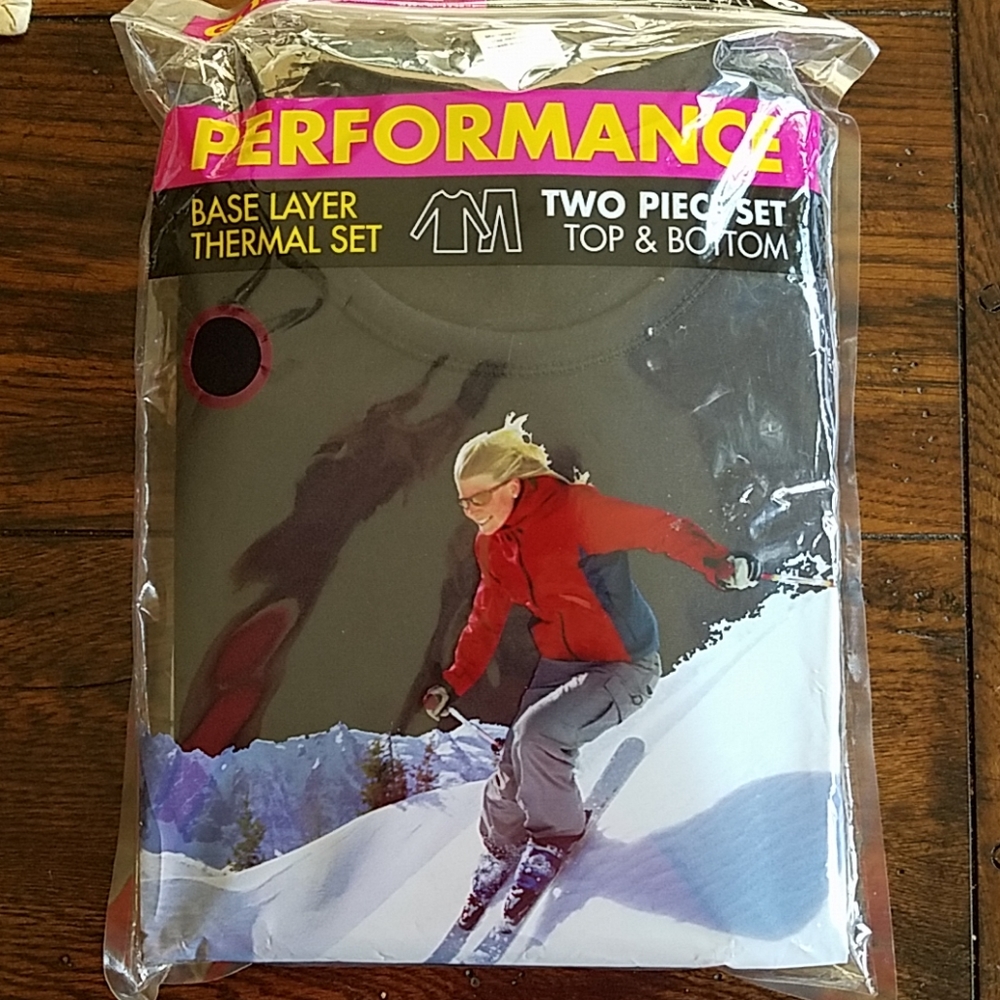 PERFORMANCE
BASE LAYER
THERMAL SET
TWO PIECE SET
TOP & BOTTOM